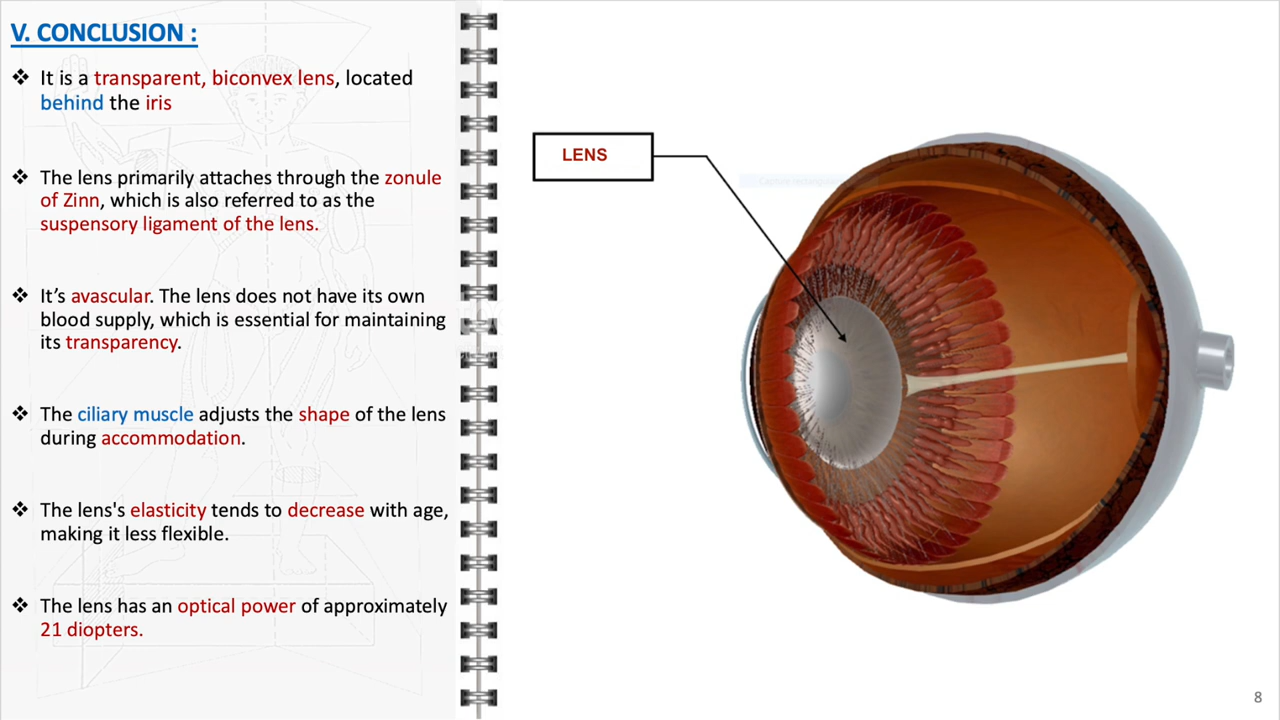 V. CONCLUSION :
❖ It is a transparent, biconvex lens, located
behind the iris
❖ The lens primarily attaches through the zonule
of Zinn, which is also referred to as the
suspensory ligament of the lens.
❖ It’s avascular. The lens does not have its own
blood supply, which is essential for maintaining
its transparency.
❖ The ciliary muscle adjusts the shape of the lens
during accommodation.
❖ The lens's elasticity tends to decrease with age,
making it less flexible.
❖ The lens has an optical power of approximately
21 diopters.
LENS
8